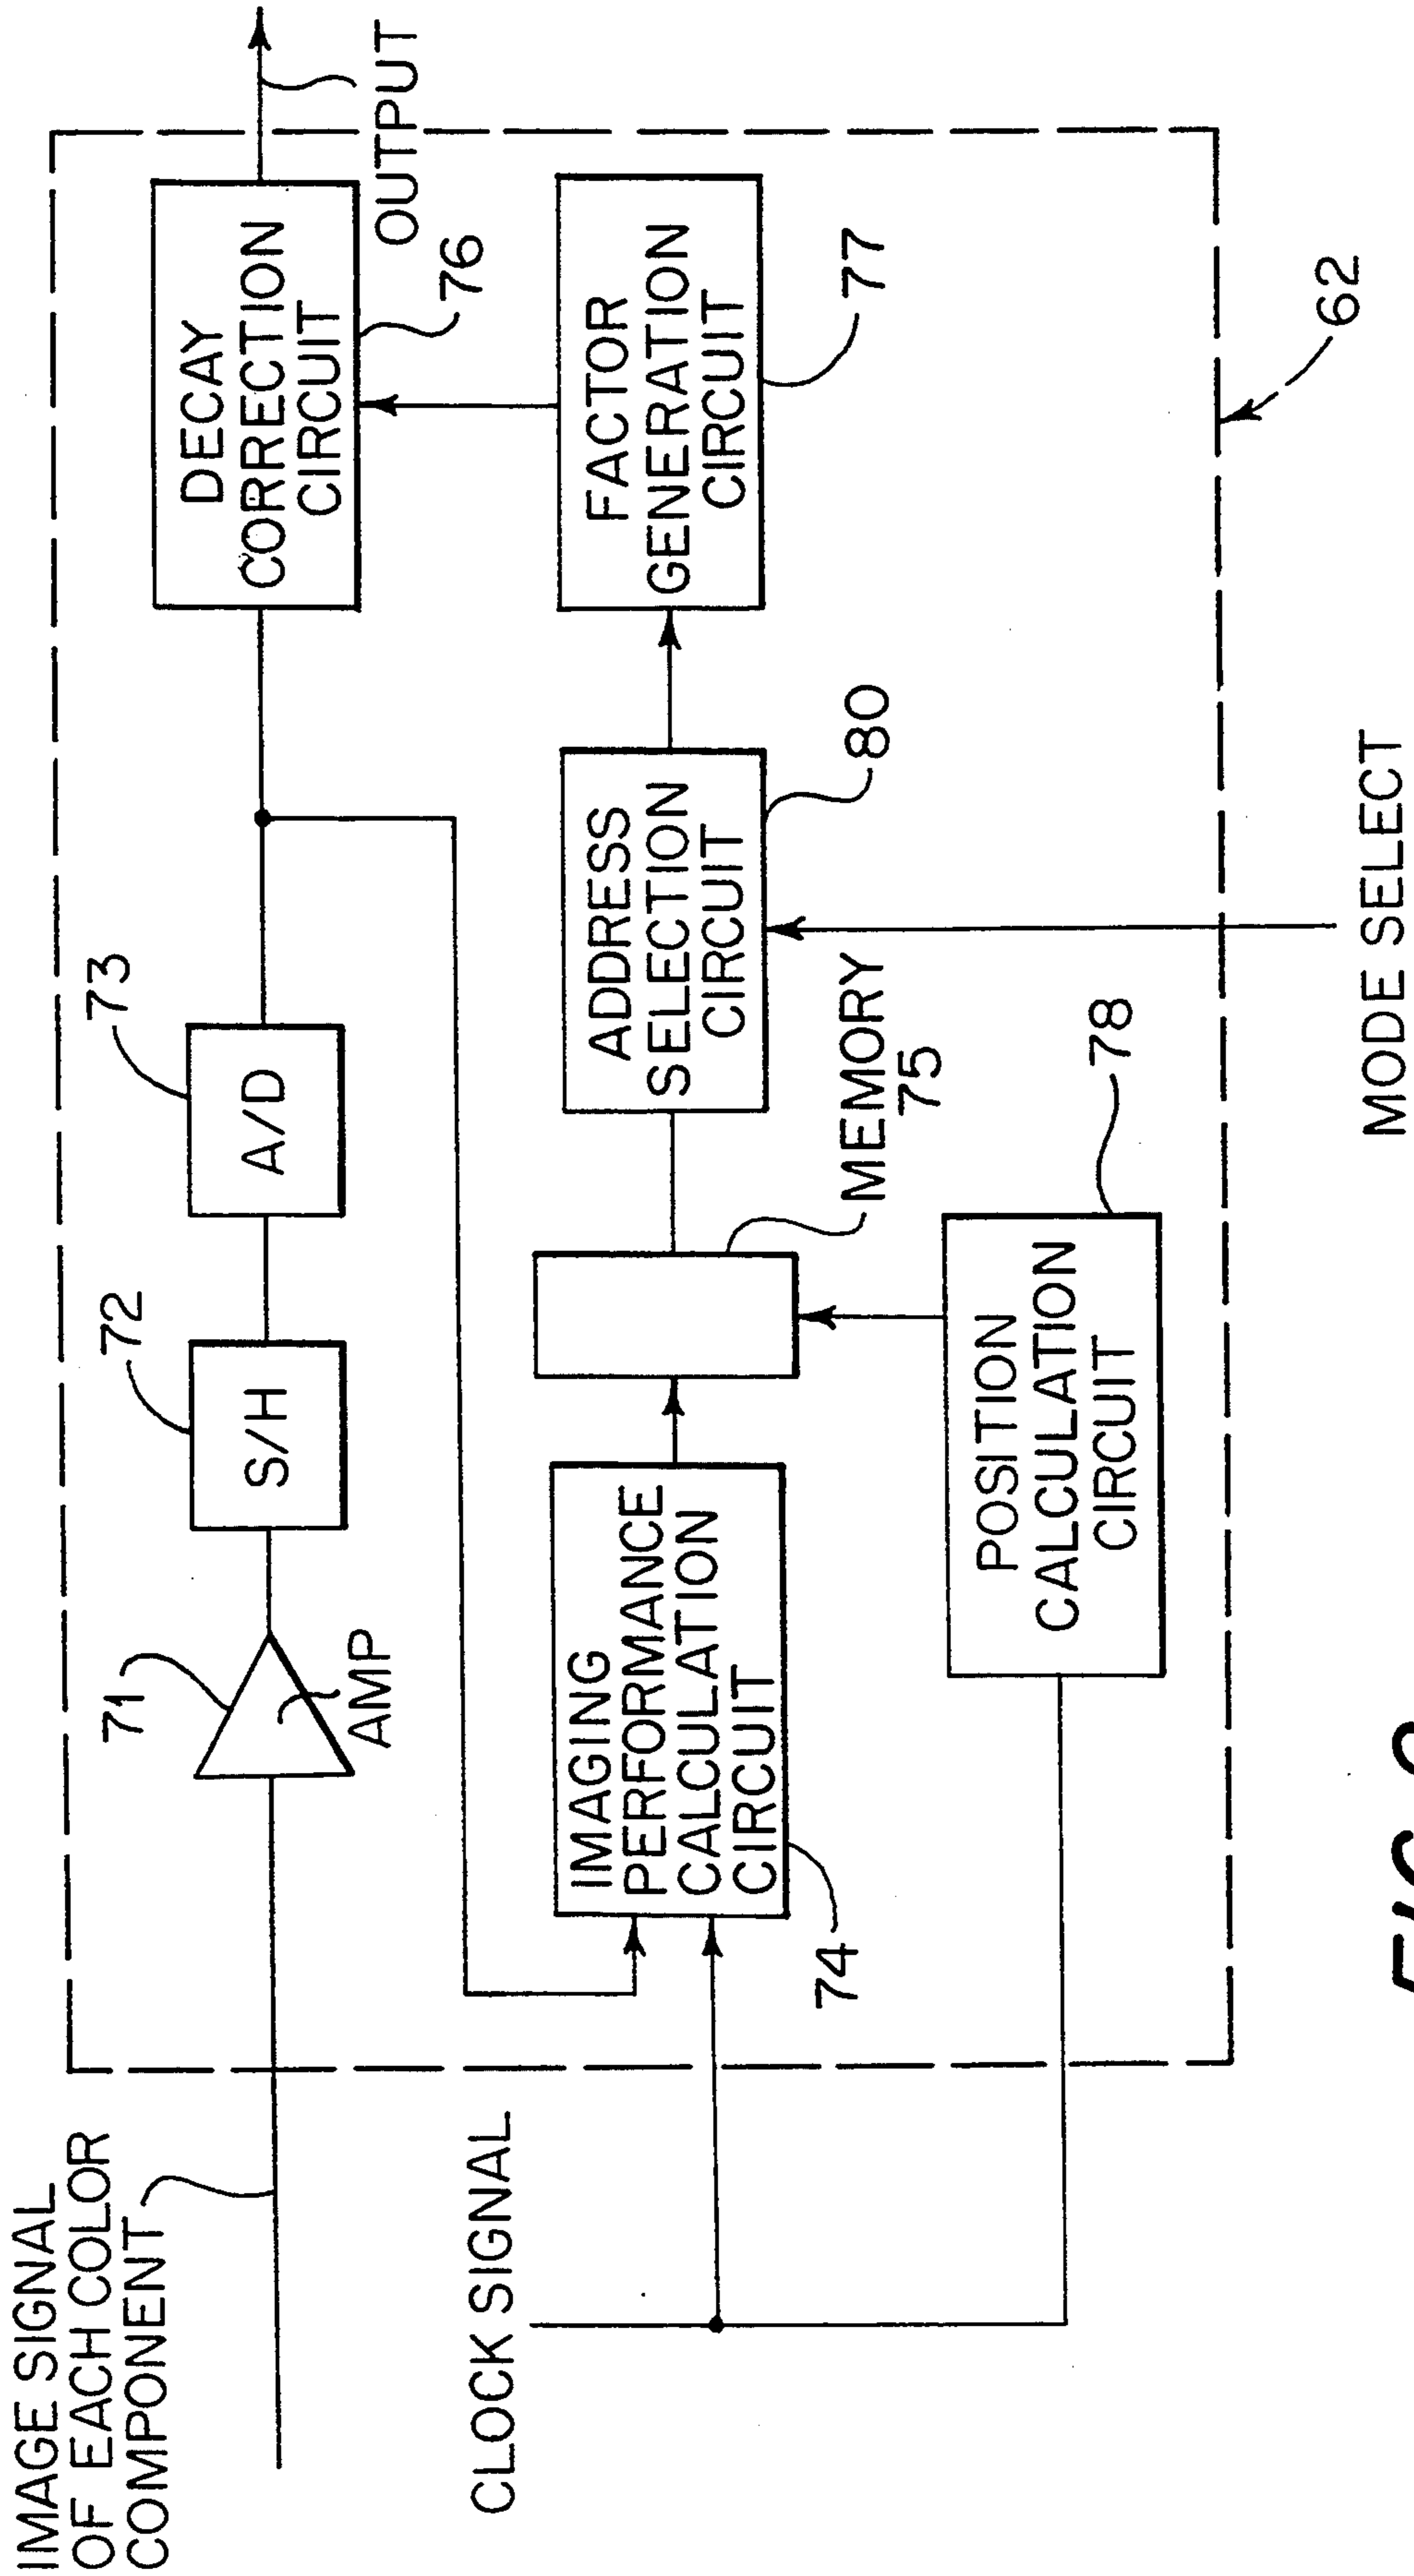 IMAGE SIGNAL
OF EACH COLOR
COMPONENT
71
AMP
72
S/H
73
A/D
DECAY
CORRECTION
CIRCUIT
76
OUTPUT
CLOCK SIGNAL
IMAGING
PERFORMANCE
CALCULATION
CIRCUIT
74
MEMORY
75
ADDRESS
SELECTION
CIRCUIT
80
FACTOR
GENERATION
CIRCUIT
77
POSITION
CALCULATION
CIRCUIT
78
MODE SELECT
62